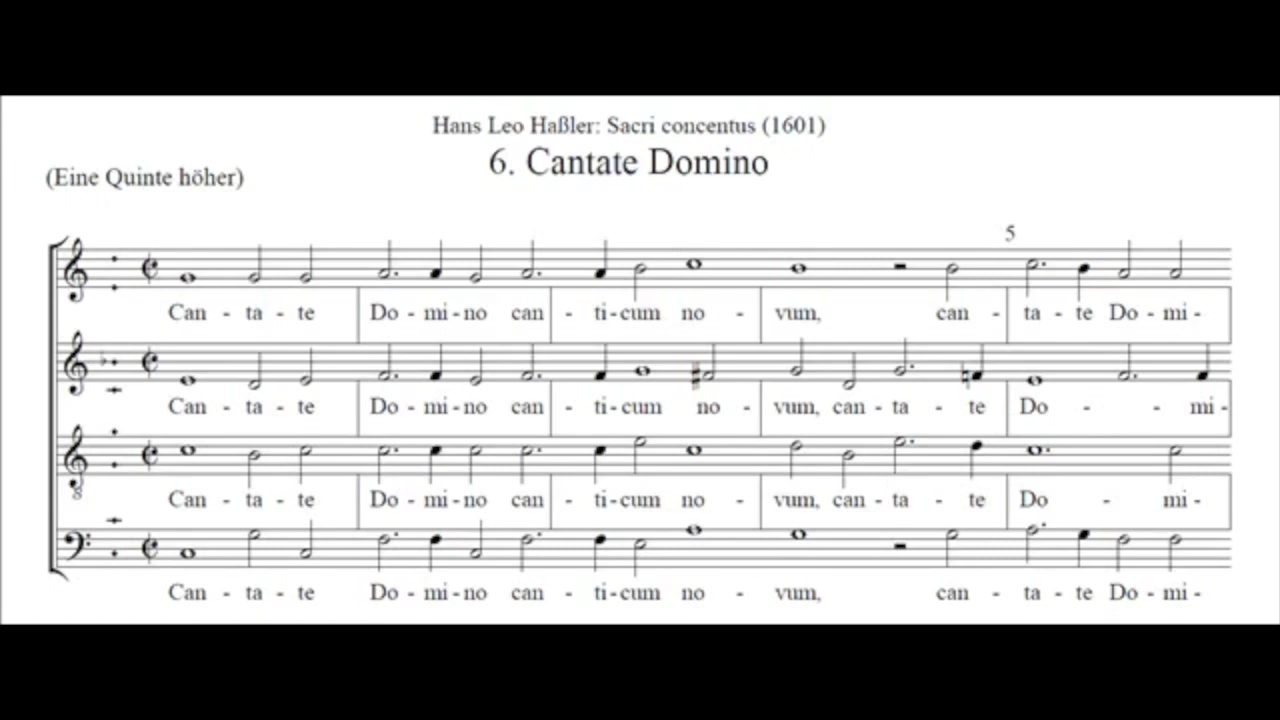 Hans Leo Haßler: Sacri concentus (1601)
6. Cantate Domino
(Eine Quinte höher)
5
Can - ta - te Do - mi - no can - ti - cum no - vum, can - ta - te Do - mi -
Can - ta - te Do - mi - no can - ti - cum no - vum, can - ta - te Do - - mi -
Can - ta - te Do - mi - no can - ti - cum no - vum, can - ta - te Do - mi -
8
Can - ta - te Do - mi - no can - ti - cum no - vum, can - ta - te Do - mi -